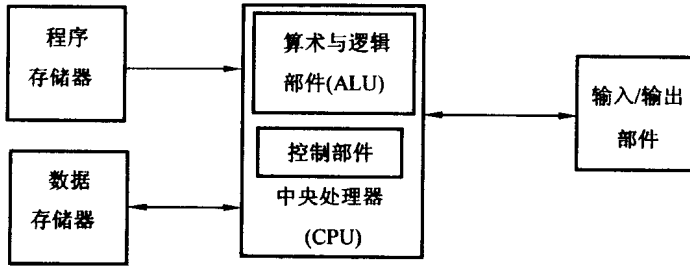 程序
存储器
数据
存储器
算术与逻辑
部件(ALU)
控制部件
中央处理器
(CPU)
输入/输出
部件